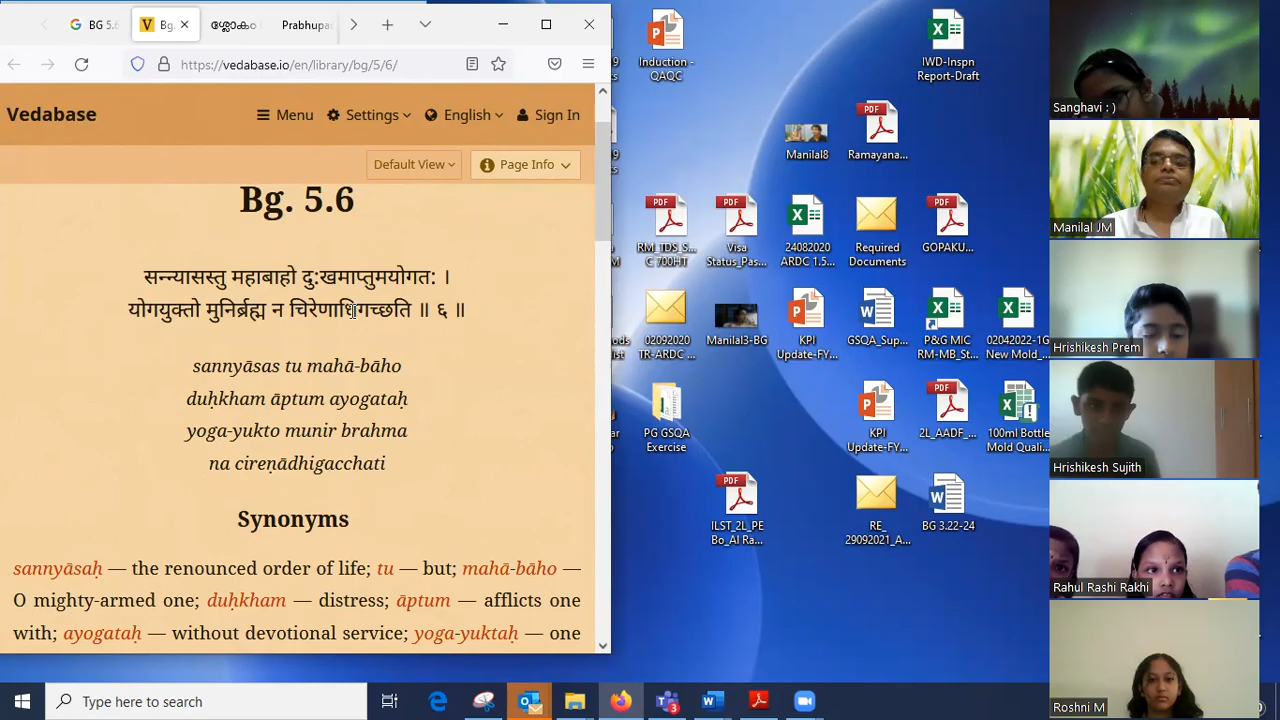 BG 5.6
Bg.
ശ്ലോകം
Prabhupa
https://vedabase.io/en/library/bg/5/6/
Vedabase
Menu
Settings
English
Sign In
Default View
Page Info
Bg. 5.6
सन्न्यासस्तु महाबाहो दु:खमाप्तुमयोगत: ।
योगयुक्तो मुनिर्ब्रह्म न चिरेणाधिगच्छति ॥ ६ ॥
sannyāsas tu mahā-bāho
duḥkham āptum ayogataḥ
yoga-yukto munir brahma
na cireṇādhigacchati
Synonyms
sannyāsaḥ — the renounced order of life; tu — but; mahā-bāho —
O mighty-armed one; duḥkham — distress; āptum — afflicts one
with; ayogataḥ — without devotional service; yoga-yuktaḥ — one
Induction -
QAQC
IWD-Inspn
Report-Draft
Manilal8
Ramayana...
RM_TDS_S...
C 700HT
Visa
Status_Pass...
24082020
ARDC 1.5...
Required
Documents
GOPAKU...
02092020
TR-ARDC ...
Manilal3-BG
KPI
Update-FY...
GSQA_Sup...
P&G MIC
RM-MB_St...
02042022-1G
New Mold_...
PG GSQA
Exercise
KPI
Update-FY...
2L_AADF_...
100ml Bottle
Mold Quali...
ILST_2L_PE
Bo_Al Ra...
RE_
29092021_A...
BG 3.22-24
Sanghavi : )
Manilal JM
Hrishikesh Prem
Hrishikesh Sujith
Rahul Rashi Rakhi
Roshni M
Type here to search
3